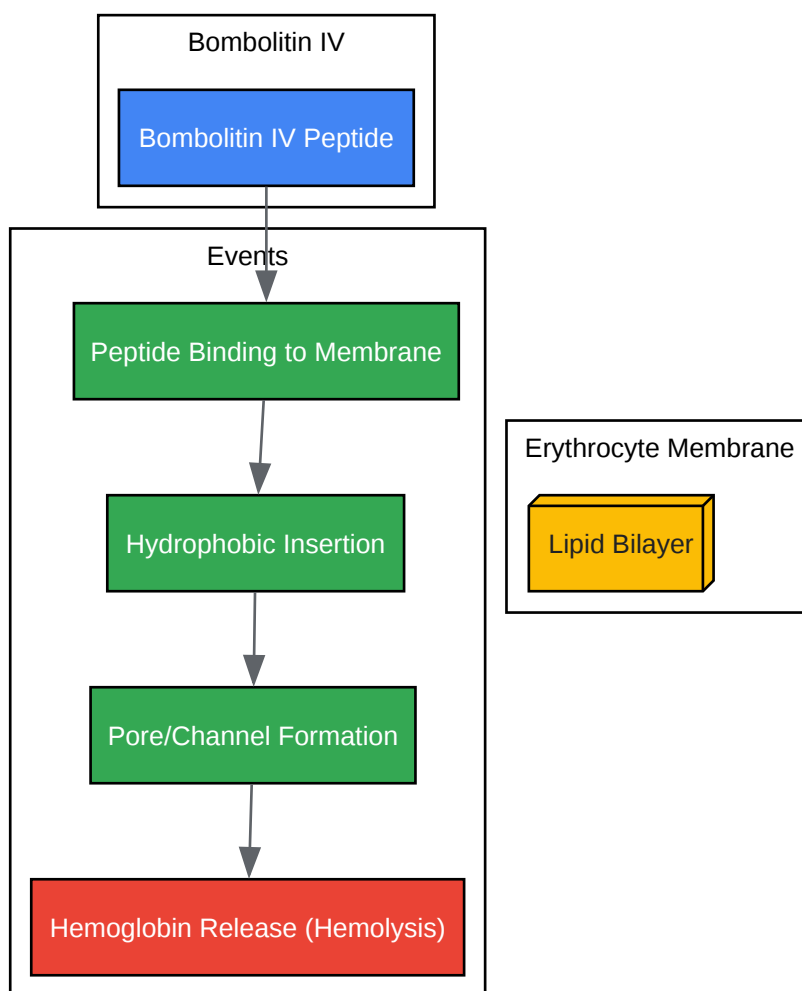 Bombolitin IV
Bombolitin IV Peptide
Events
Peptide Binding to Membrane
Hydrophobic Insertion
Pore/Channel Formation
Hemoglobin Release (Hemolysis)
Erythrocyte Membrane
Lipid Bilayer